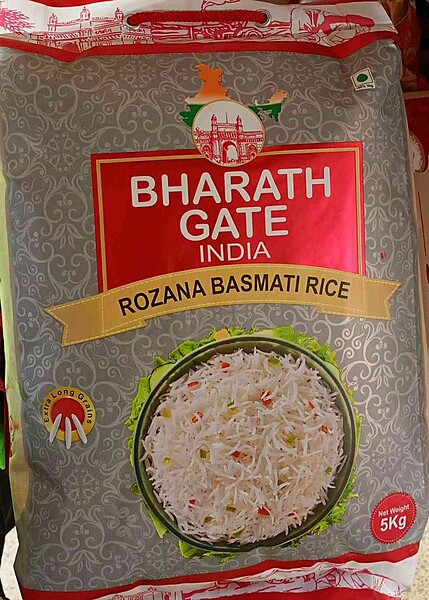 BHARATH
GATE
INDIA
ROZANA BASMATI RICE
Extra Long Grains
Net Weight
5Kg